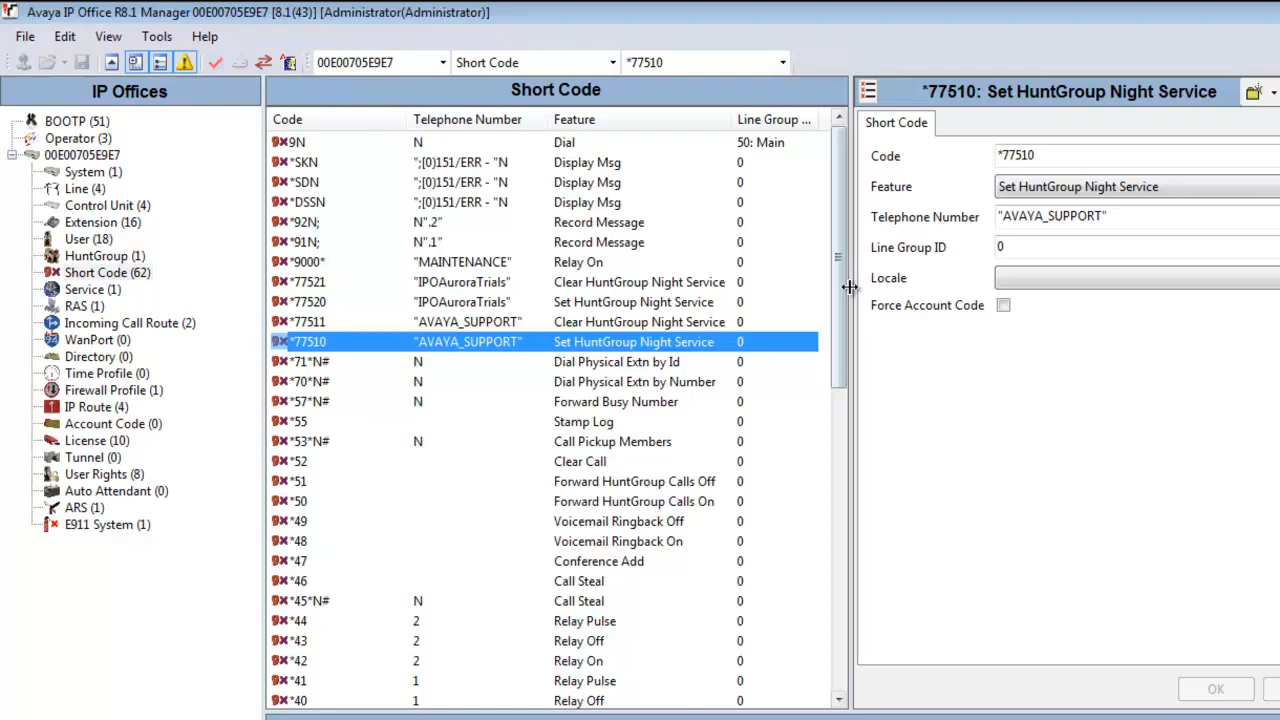 Avaya IP Office R8.1 Manager 00E00705E9E7 [8.1(43)] [Administrator(Administrator)]
File Edit View Tools Help
00E00705E9E7 Short Code *77510
IP Offices
BOOTP (51)
Operator (3)
00E00705E9E7
System (1)
Line (4)
Control Unit (4)
Extension (16)
User (18)
HuntGroup (1)
Short Code (62)
Service (1)
RAS (1)
Incoming Call Route (2)
WanPort (0)
Directory (0)
Time Profile (0)
Firewall Profile (1)
IP Route (4)
Account Code (0)
License (10)
Tunnel (0)
User Rights (8)
Auto Attendant (0)
ARS (1)
E911 System (1)
Short Code
Code Telephone Number Feature Line Group ...
9N N Dial 50: Main
*SKN ";[0)151/ERR - "N Display Msg 0
*SDN ";[0)151/ERR - "N Display Msg 0
*DSSN ";[0)151/ERR - "N Display Msg 0
*92N; N".2" Record Message 0
*91N; N".1" Record Message 0
*9000* "MAINTENANCE" Relay On 0
*77521 "IPOAuroraTrials" Clear HuntGroup Night Service 0
*77520 "IPOAuroraTrials" Set HuntGroup Night Service 0
*77511 "AVAYA_SUPPORT" Clear HuntGroup Night Service 0
*77510 "AVAYA_SUPPORT" Set HuntGroup Night Service 0
*71*N# N Dial Physical Extn by Id 0
*70*N# N Dial Physical Extn by Number 0
*57*N# N Forward Busy Number 0
*55 Stamp Log 0
*53*N# N Call Pickup Members 0
*52 Clear Call 0
*51 Forward HuntGroup Calls Off 0
*50 Forward HuntGroup Calls On 0
*49 Voicemail Ringback Off 0
*48 Voicemail Ringback On 0
*47 Conference Add 0
*46 Call Steal 0
*45*N# N Call Steal 0
*44 2 Relay Pulse 0
*43 2 Relay Off 0
*42 2 Relay On 0
*41 1 Relay Pulse 0
*40 1 Relay Off 0
*77510: Set HuntGroup Night Service
Short Code
Code *77510
Feature Set HuntGroup Night Service
Telephone Number "AVAYA_SUPPORT"
Line Group ID 0
Locale
Force Account Code
OK